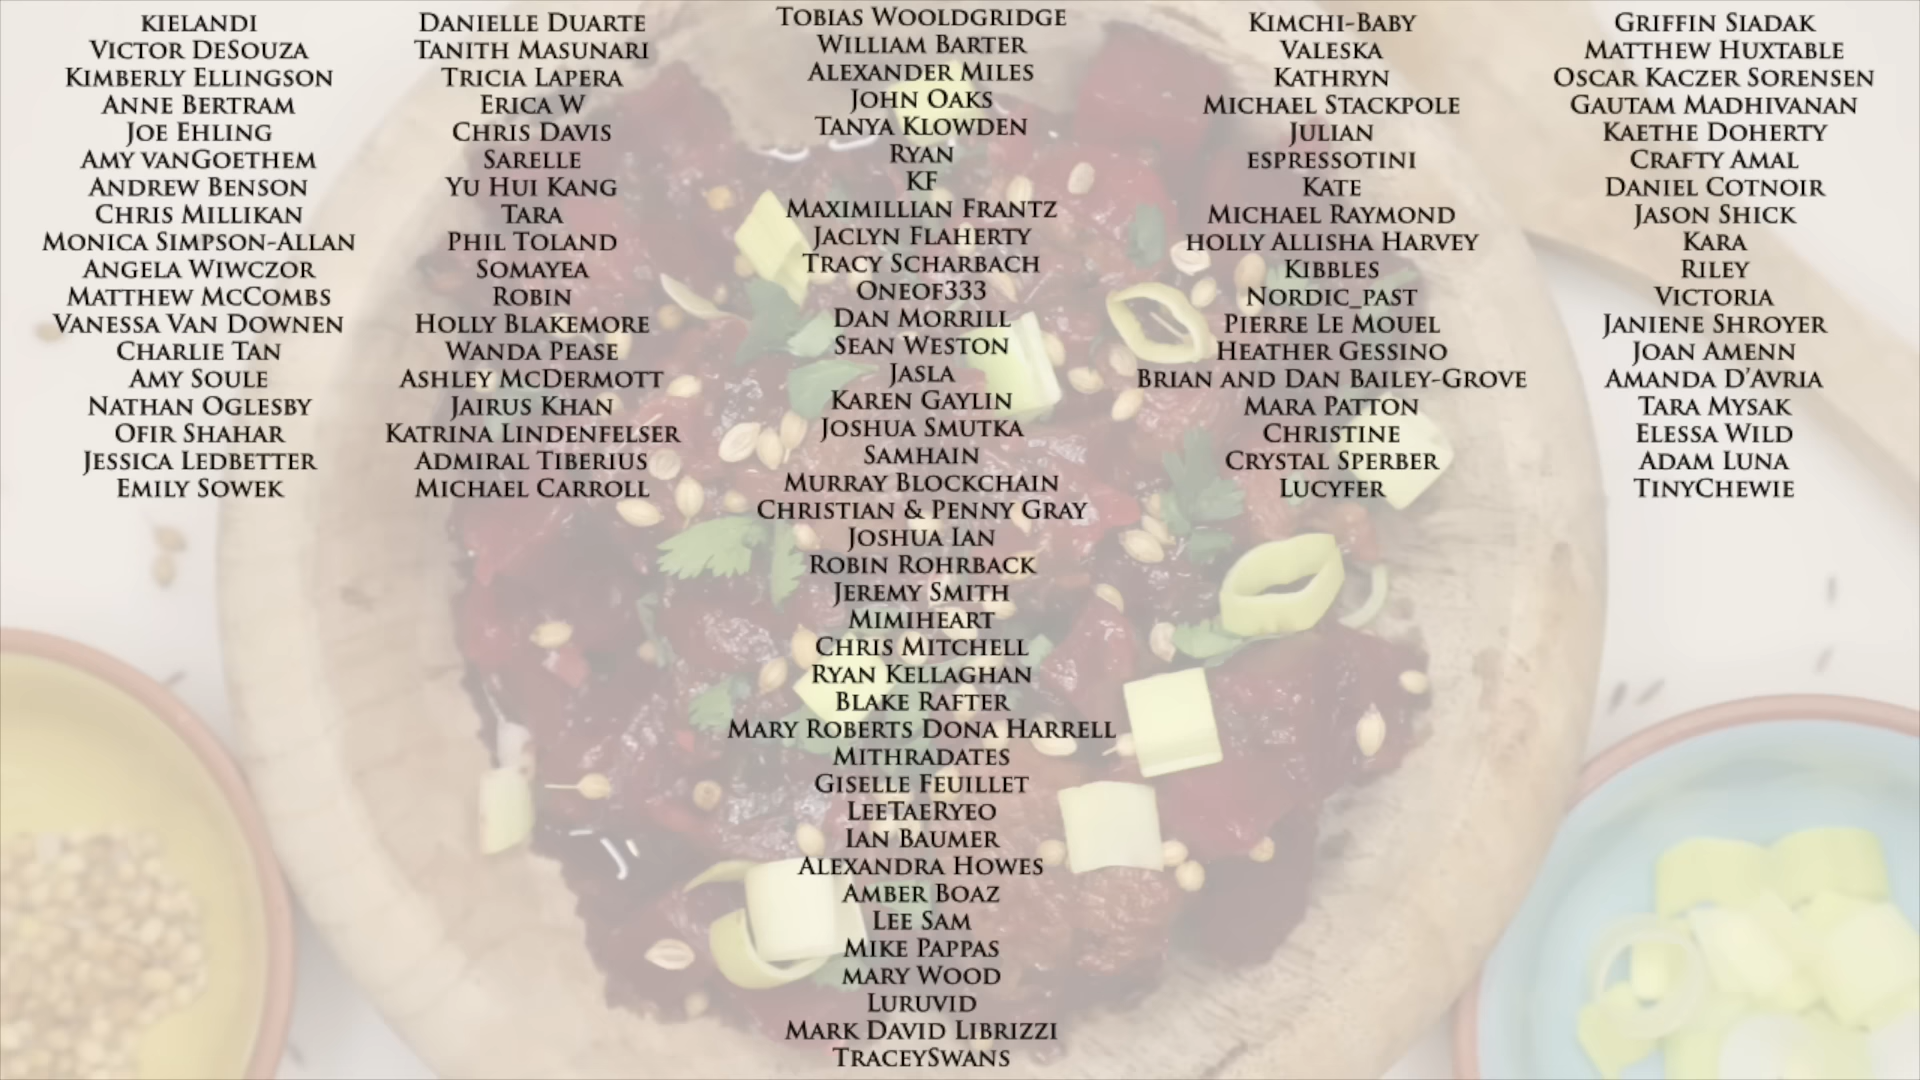 kielandi
Victor DeSouza
Kimberly Ellingson
Anne Bertram
Joe Ehling
Amy vanGoethem
Andrew Benson
Chris Millikan
Monica Simpson-Allan
Angela Wiwczor
Matthew McCombs
Vanessa Van Downen
Charlie Tan
Amy Soule
Nathan Oglesby
Ofir Shahar
Jessica Ledbetter
Emily Sowek
Danielle Duarte
Tanith Masunari
Tricia Lapera
Erica W
Chris Davis
Sarelle
Yu Hui Kang
Tara
Phil Toland
Somayea
Robin
Holly Blakemore
Wanda Pease
Ashley McDermott
Jairus Khan
Katrina Lindenfelser
Admiral Tiberius
Michael Carroll
Tobias Wooldgridge
William Barter
Alexander Miles
John Oaks
Tanya Klowden
Ryan
KF
Maximillian Frantz
Jaclyn Flaherty
Tracy Scharbach
Oneof333
Dan Morrill
Sean Weston
Jasla
Karen Gaylin
Joshua Smutka
Samhain
Murray Blockchain
Christian & Penny Gray
Joshua Ian
Robin Rohrback
Jeremy Smith
Mimiheart
Chris Mitchell
Ryan Kellaghan
Blake Rafter
Mary Roberts Dona Harrell
Mithradates
Giselle Feuillet
LeeTaeRyeo
Ian Baumer
Alexandra Howes
Amber Boaz
Lee Sam
Mike Pappas
mary Wood
Luruvid
Mark David Librizzi
TraceySwans
Kimchi-Baby
Valeska
Kathryn
Michael Stackpole
Julian
espressotini
Kate
Michael Raymond
holly Allisha Harvey
Kibbles
Nordic_past
Pierre Le Mouel
Heather Gessino
Brian and Dan Bailey-Grove
Mara Patton
Christine
Crystal Sperber
Lucyfer
Griffin Siadak
Matthew Huxtable
Oscar Kaczer Sorensen
Gautam Madhivanan
Kaethe Doherty
Crafty Amal
Daniel Cotnoir
Jason Shick
Kara
Riley
Victoria
Janiene Shroyer
Joan Amenn
Amanda D'Avria
Tara Mysak
Elessa Wild
Adam Luna
TinyChewie